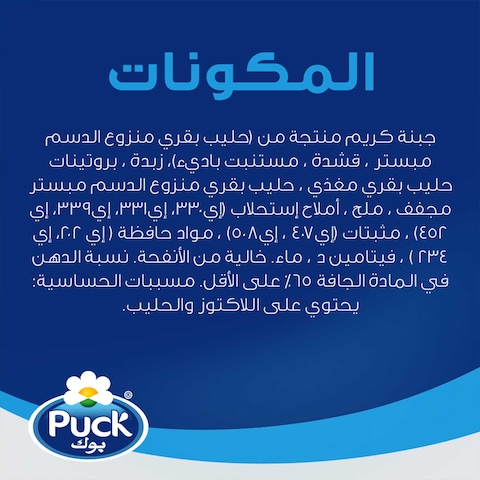 المكونات
جبنة كريم منتجة من (حليب بقري منزوع الدسم
مبستر ، قشدة ، مستنبت باديء)، زبدة ، بروتينات
حليب بقري مغذي ، حليب بقري منزوع الدسم مبستر
مجفف ، ملح ، أملاح إستحلاب (إي٣٣٠، إي٣٣١، إي٣٣٩، إي
٤٥٢) ، مثبتات (إي٤٠٧ ، إي٥٠٨) ، مواد حافظة ( إي ٢٠٢، إي
٢٣٤ ) ، فيتامين د ، ماء. خالية من الأنفحة. نسبة الدهن
في المادة الجافة ٦٥٪ على الأقل. مسببات الحساسية:
يحتوي على اللاكتوز والحليب.
Puck®
بوك